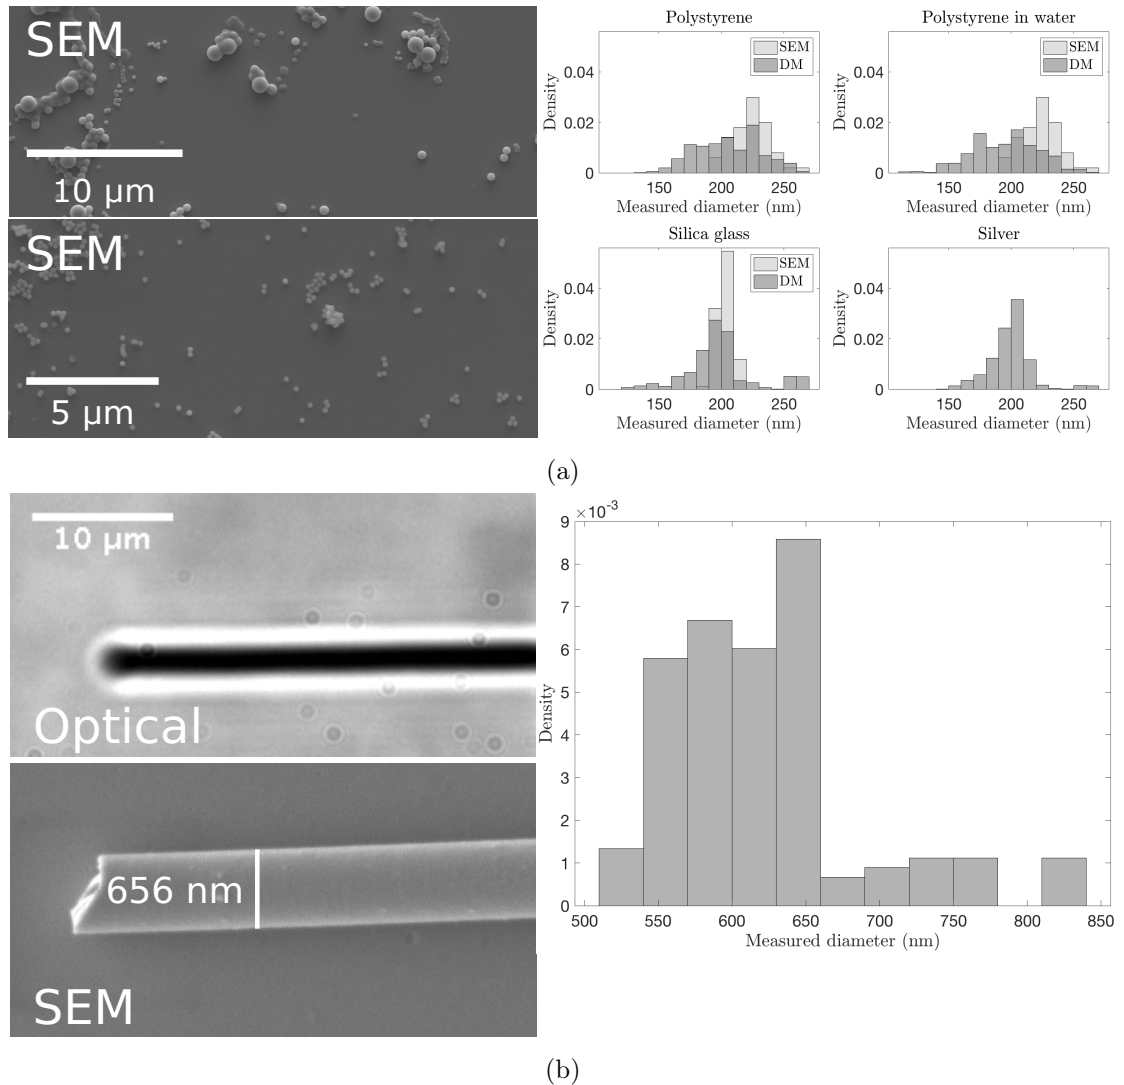 SEM
10 μm
SEM
5 μm
Polystyrene
SEM
DM
Density
0.04
0.02
0
150 200 250
Measured diameter (nm)
Polystyrene in water
SEM
DM
Density
0.04
0.02
0
150 200 250
Measured diameter (nm)
Silica glass
SEM
DM
Density
0.04
0.02
0
150 200 250
Measured diameter (nm)
Silver
Density
0.04
0.02
0
150 200 250
Measured diameter (nm)
(a)
10 μm
Optical
656 nm
SEM
×10-3
9
8
7
6
5
4
3
2
1
0
Density
500 550 600 650 700 750 800 850
Measured diameter (nm)
(b)